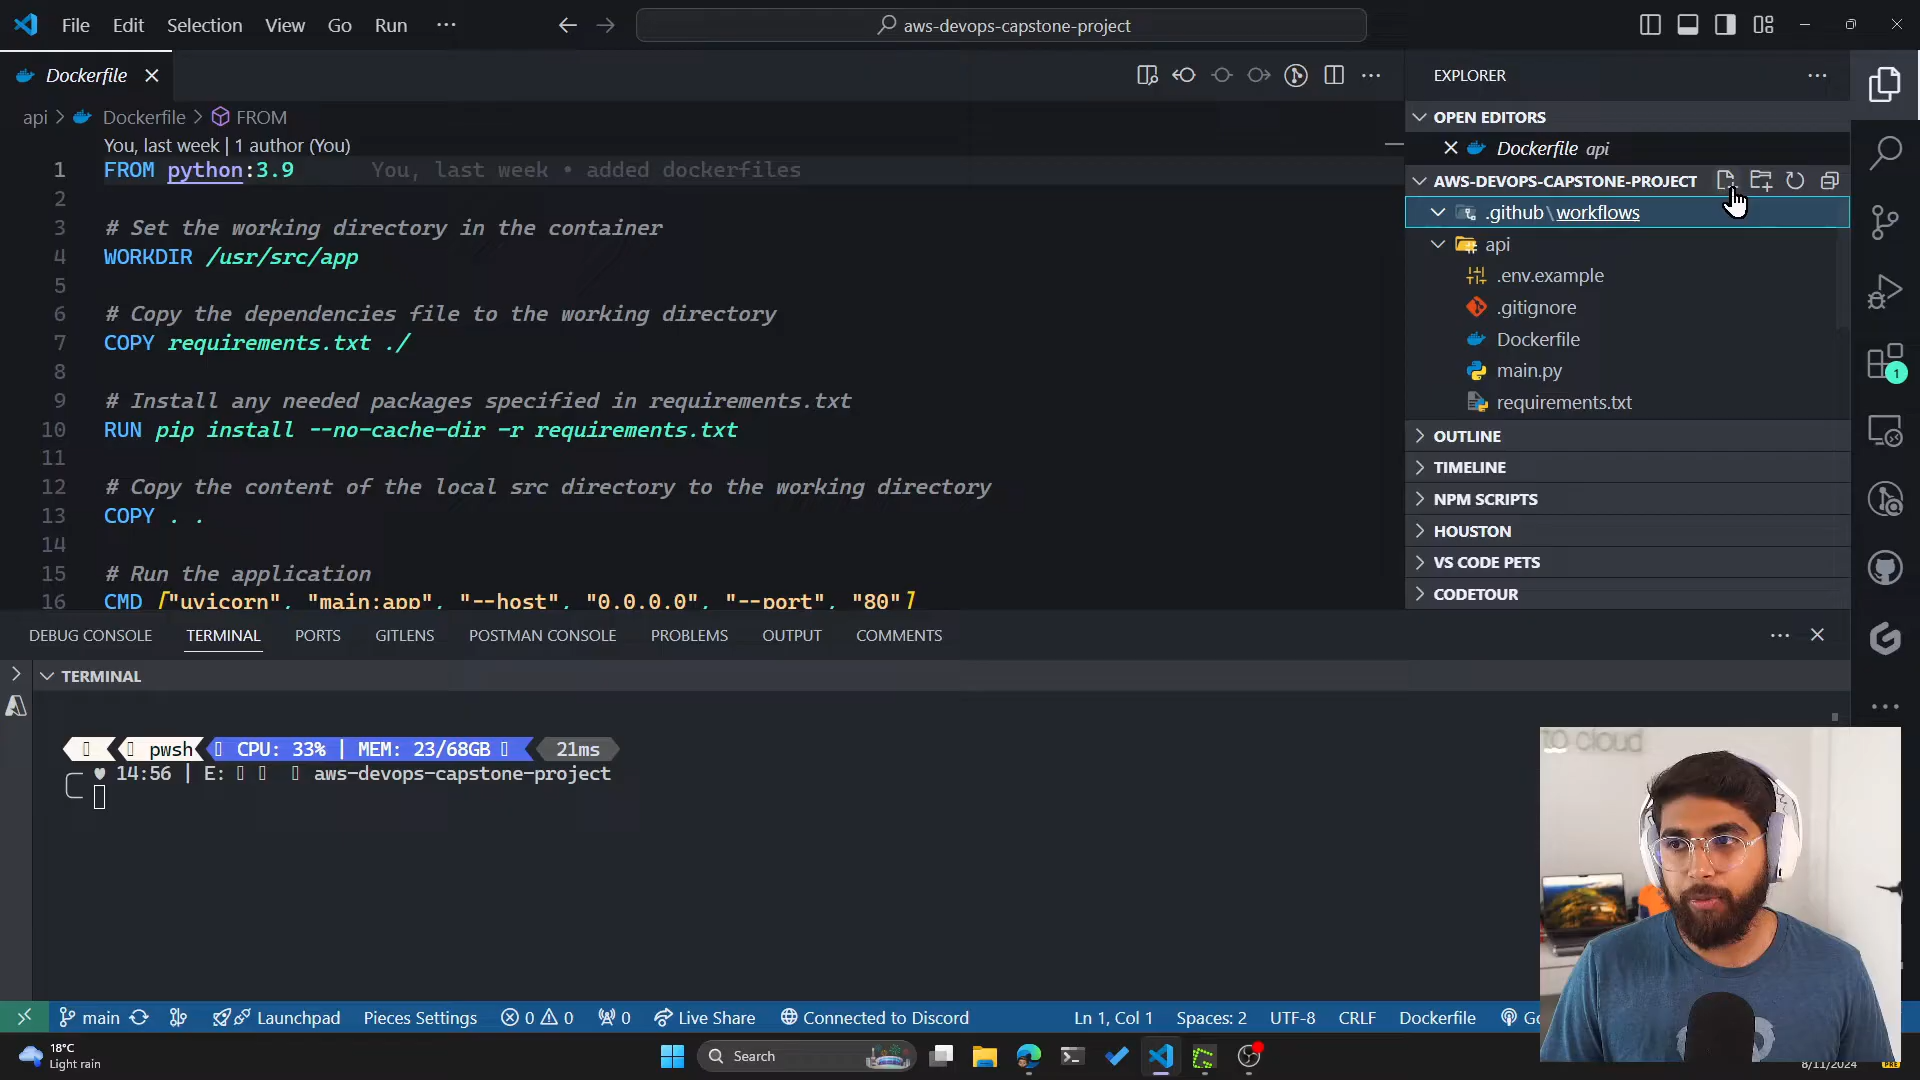 File Edit Selection View Go Run ··· aws-devops-capstone-project
Dockerfile
api > Dockerfile > FROM
You, last week | 1 author (You)
1 FROM python:3.9 You, last week • added dockerfiles
2
3 # Set the working directory in the container
4 WORKDIR /usr/src/app
5
6 # Copy the dependencies file to the working directory
7 COPY requirements.txt ./
8
9 # Install any needed packages specified in requirements.txt
10 RUN pip install --no-cache-dir -r requirements.txt
11
12 # Copy the content of the local src directory to the working directory
13 COPY . .
14
15 # Run the application
16 CMD ["uvicorn", "main:app", "--host", "0.0.0.0", "--port", "80"]
EXPLORER
OPEN EDITORS
Dockerfile api
AWS-DEVOPS-CAPSTONE-PROJECT
.github\workflows
api
.env.example
.gitignore
Dockerfile
main.py
requirements.txt
OUTLINE
TIMELINE
NPM SCRIPTS
HOUSTON
VS CODE PETS
CODETOUR
1
DEBUG CONSOLE TERMINAL PORTS GITLENS POSTMAN CONSOLE PROBLEMS OUTPUT COMMENTS
TERMINAL
pwsh CPU: 33% | MEM: 23/68GB 21ms
♥ 14:56 | E: aws-devops-capstone-project
to cloud
main Launchpad Pieces Settings 0 0 0 Live Share Connected to Discord Ln 1, Col 1 Spaces: 2 UTF-8 CRLF Dockerfile
18°C
Light rain
Search
8/11/2024
PRE